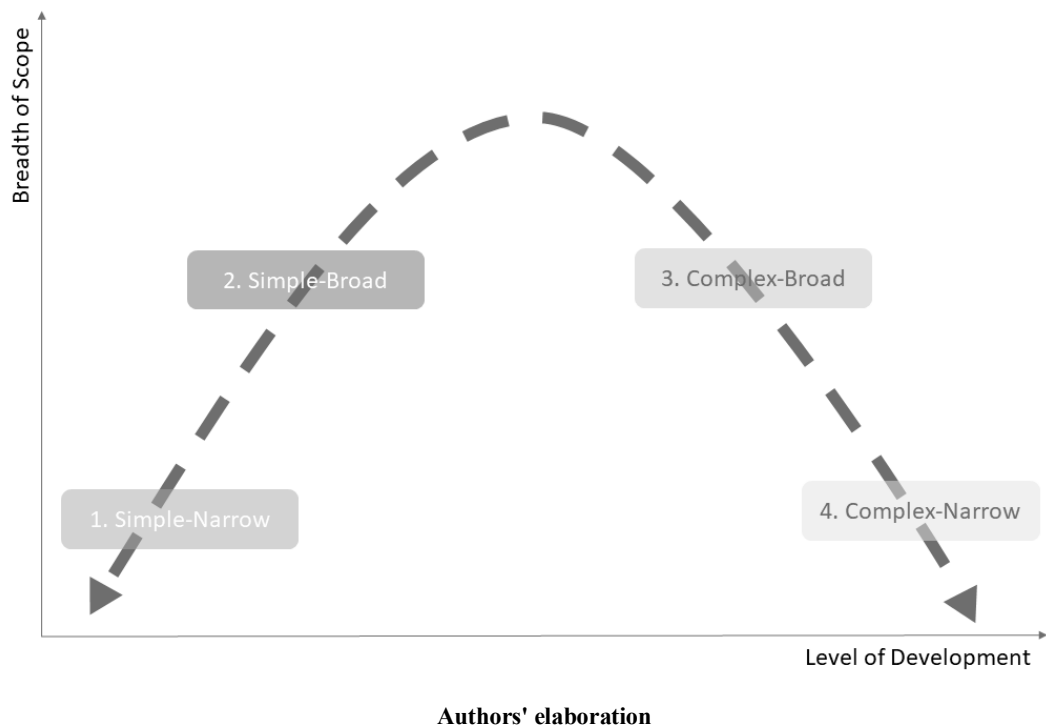 Breadth of Scope
2. Simple-Broad
3. Complex-Broad
1. Simple-Narrow
4. Complex-Narrow
Level of Development
Authors' elaboration